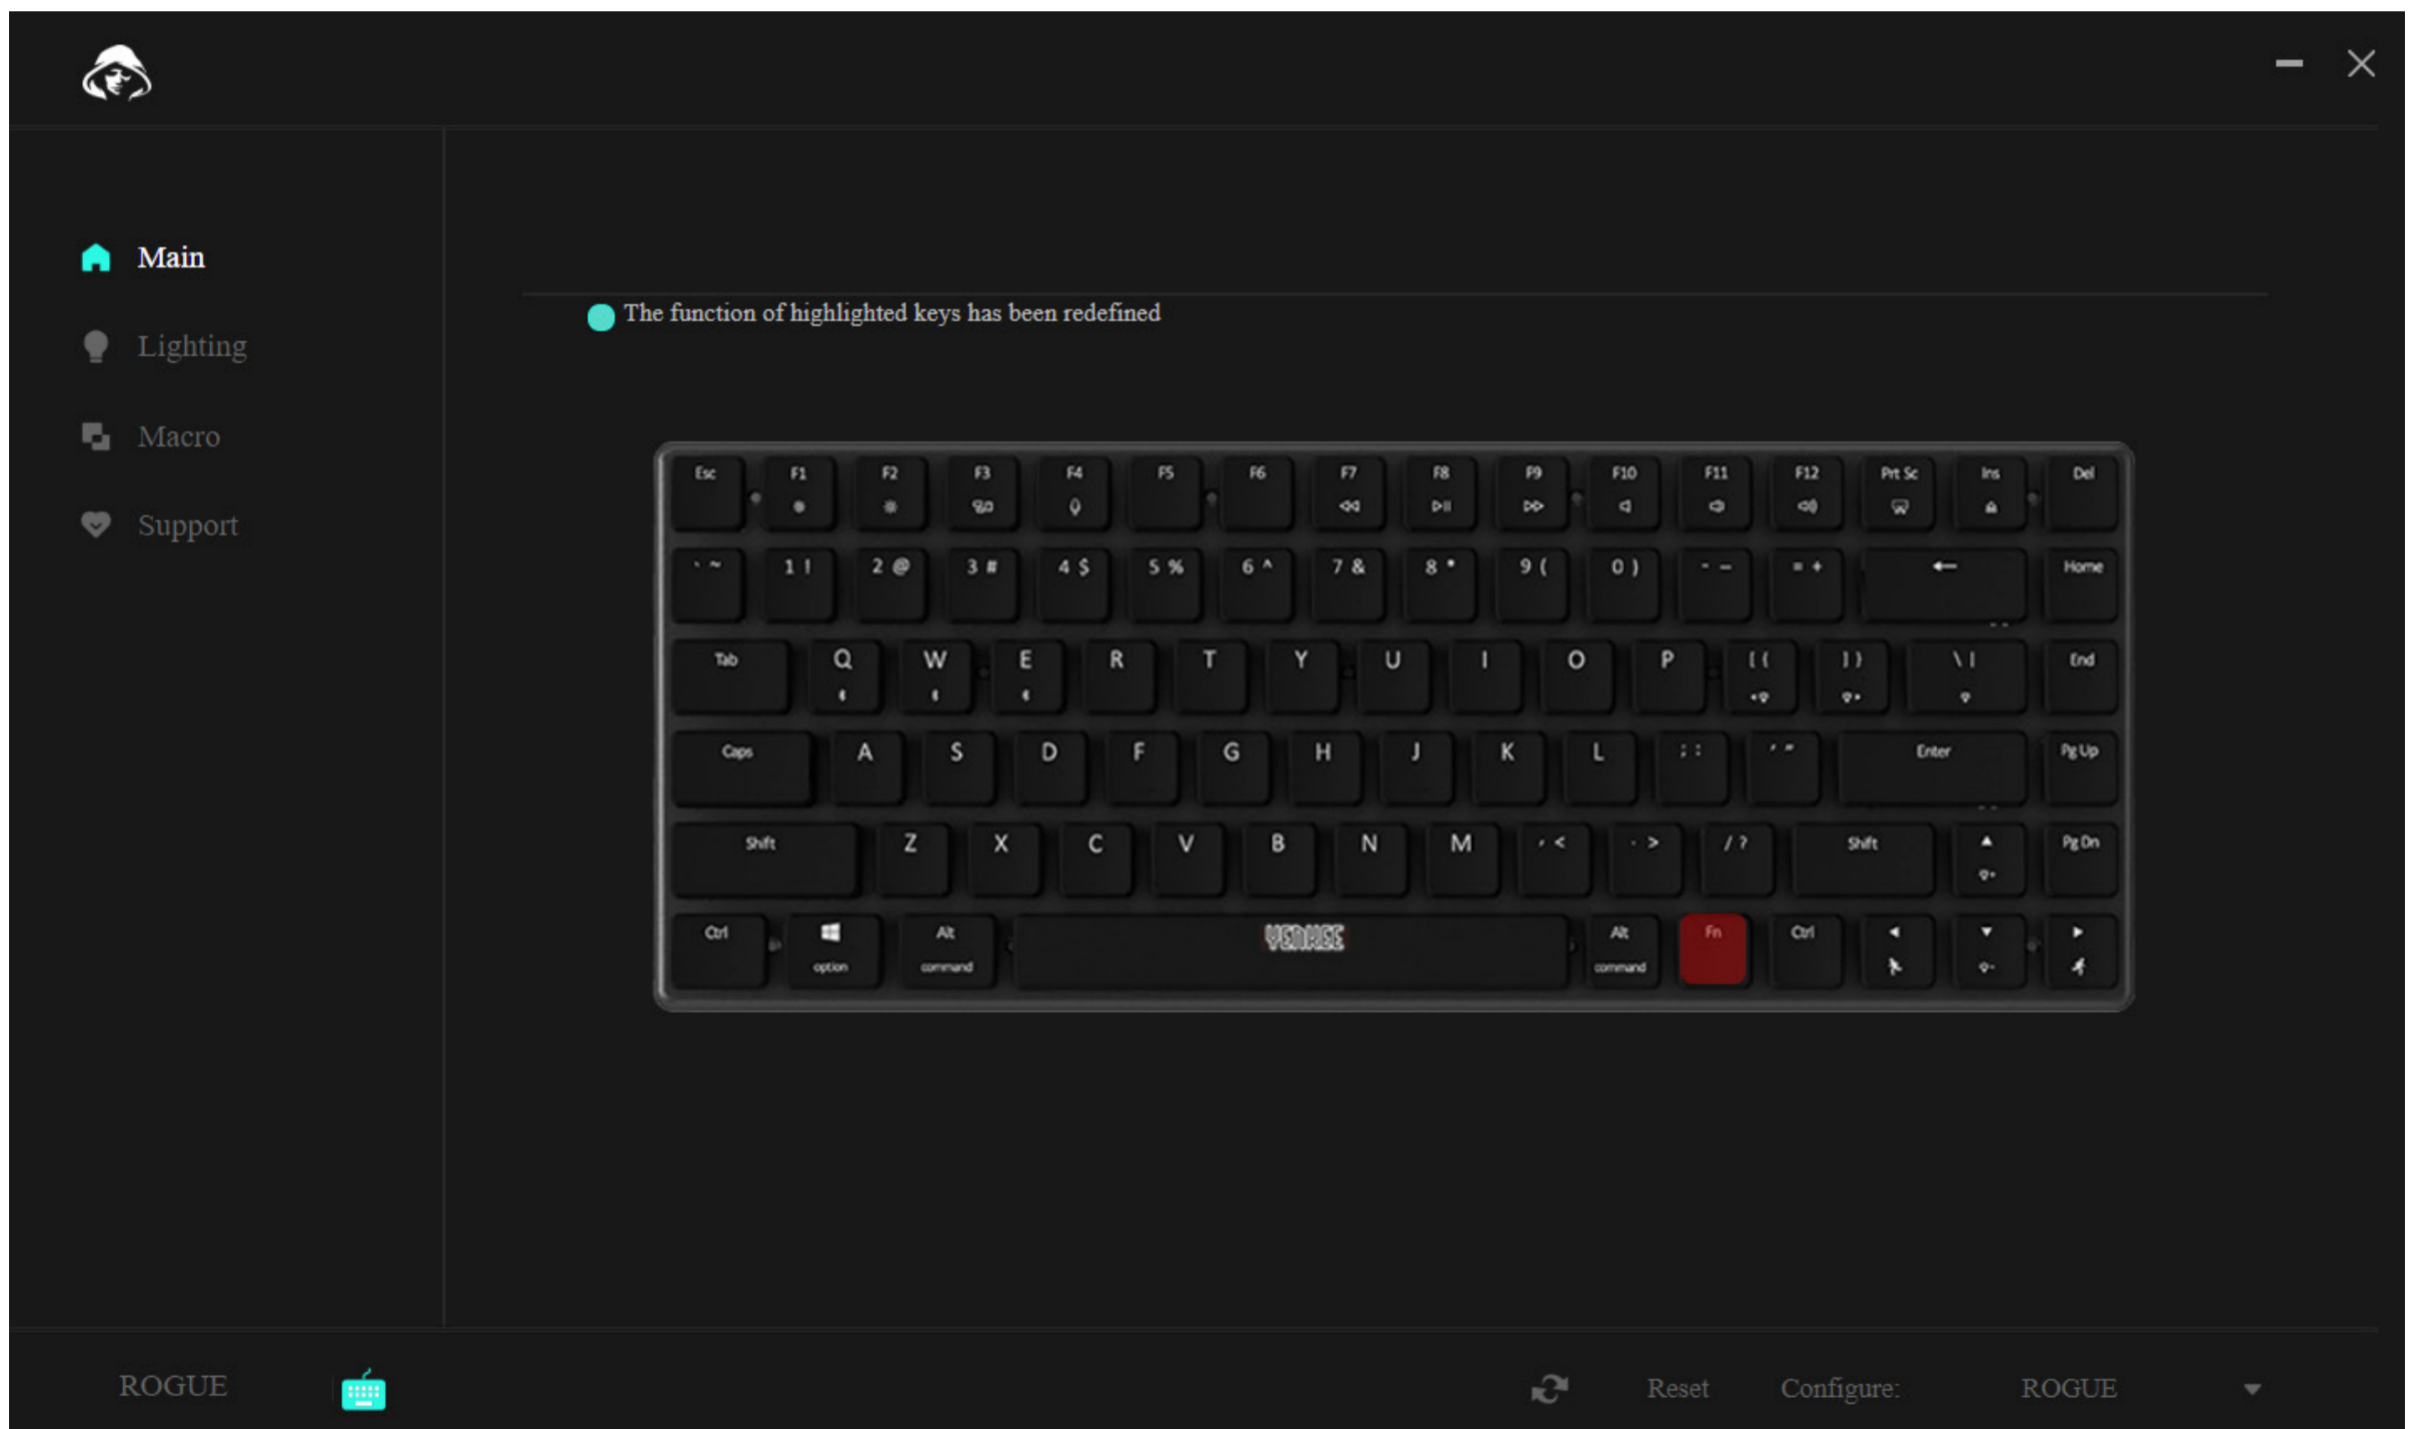 Main
Lighting
Macro
Support
The function of highlighted keys has been redefined
Esc F1 F2 F3 F4 F5 F6 F7 F8 F9 F10 F11 F12 Prt Sc Ins Del
` ~ 1 ! 2 @ 3 # 4 $ 5 % 6 ^ 7 & 8 * 9 ( 0 ) - _ = + ← Home
Tab Q W E R T Y U I O P [ { ] } \ | End
Caps A S D F G H J K L ; : ' " Enter Pg Up
Shift Z X C V B N M , < . > / ? Shift Pg Dn
Ctrl Alt YENKEE Alt Fn Ctrl
option command command
ROGUE
Reset Configure: ROGUE